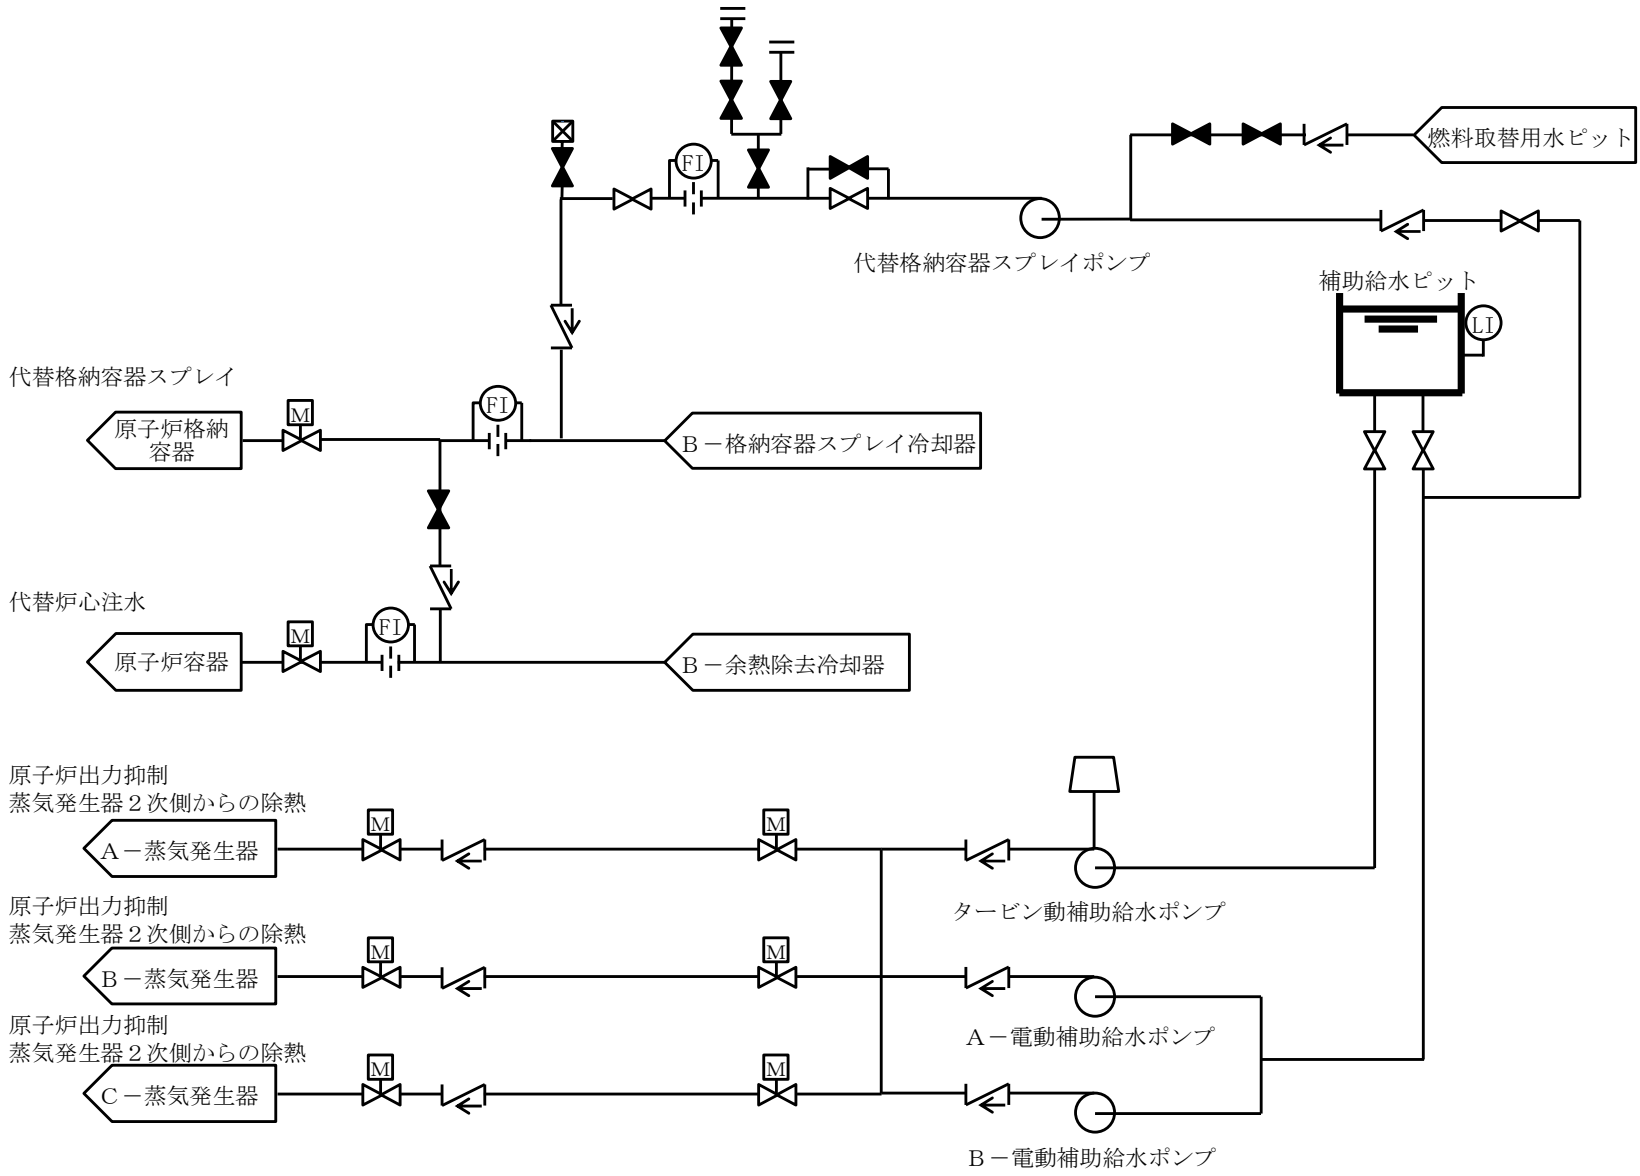 FI
燃料取替用水ピット
代替格納容器スプレイポンプ
補助給水ピット
LI
代替格納容器スプレイ
M
FI
原子炉格納
容器
B-格納容器スプレイ冷却器
代替炉心注水
M
FI
原子炉容器
B-余熱除去冷却器
原子炉出力抑制
蒸気発生器2次側からの除熱
M
M
A-蒸気発生器
タービン動補助給水ポンプ
原子炉出力抑制
蒸気発生器2次側からの除熱
M
M
B-蒸気発生器
A-電動補助給水ポンプ
原子炉出力抑制
蒸気発生器2次側からの除熱
M
M
C-蒸気発生器
B-電動補助給水ポンプ